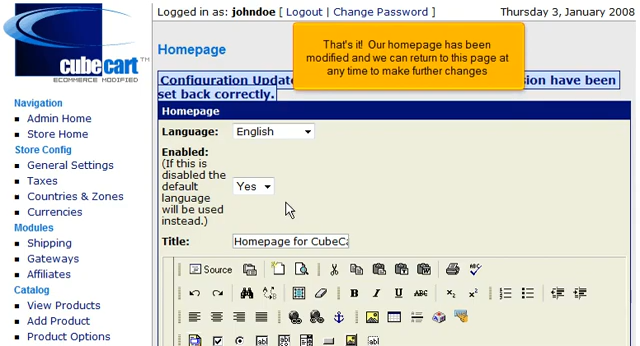 Logged in as: johndoe [ Logout | Change Password ]
Thursday 3, January 2008
cubecart™
ECOMMERCE MODIFIED
Homepage
That's it! Our homepage has been
modified and we can return to this page at
any time to make further changes
Configuration Updat
sion have been
set back correctly.
Navigation
Admin Home
Store Home
Store Config
General Settings
Taxes
Countries & Zones
Currencies
Modules
Shipping
Gateways
Affiliates
Catalog
View Products
Add Product
Product Options
Homepage
Language: English
Enabled:
(If this is
disabled the
default
language
will be used
instead.)
Yes
Title: Homepage for CubeCa
Source
B I U ABC